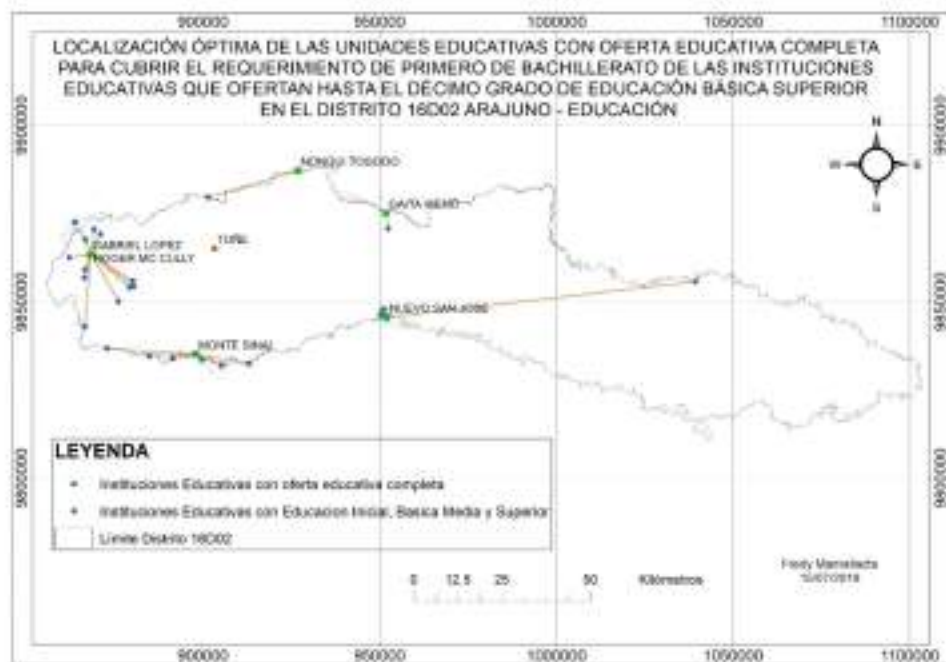 900000 950000 1000000 1050000 1100000
LOCALIZACIÓN ÓPTIMA DE LAS UNIDADES EDUCATIVAS CON OFERTA EDUCATIVA COMPLETA
PARA CUBRIR EL REQUERIMIENTO DE PRIMERO DE BACHILLERATO DE LAS INSTITUCIONES
EDUCATIVAS QUE OFERTAN HASTA EL DÉCIMO GRADO DE EDUCACIÓN BÁSICA SUPERIOR
EN EL DISTRITO 16D02 ARAJUNO - EDUCACIÓN
9900000 9900000
N
W E
S
GABRIEL LOPEZ
ROGER MC CULLY
9850000 9850000
NUEVO SAN JOSE
MONTE SINAI
LEYENDA
Instituciones Educativas con oferta educativa completa
Instituciones Educativas con Educacion Inicial, Basica Media y Superior
Límite Distrito 16D02
9800000 9800000
0 12,5 25 50 Kilómetros
900000 950000 1000000 1050000 1100000